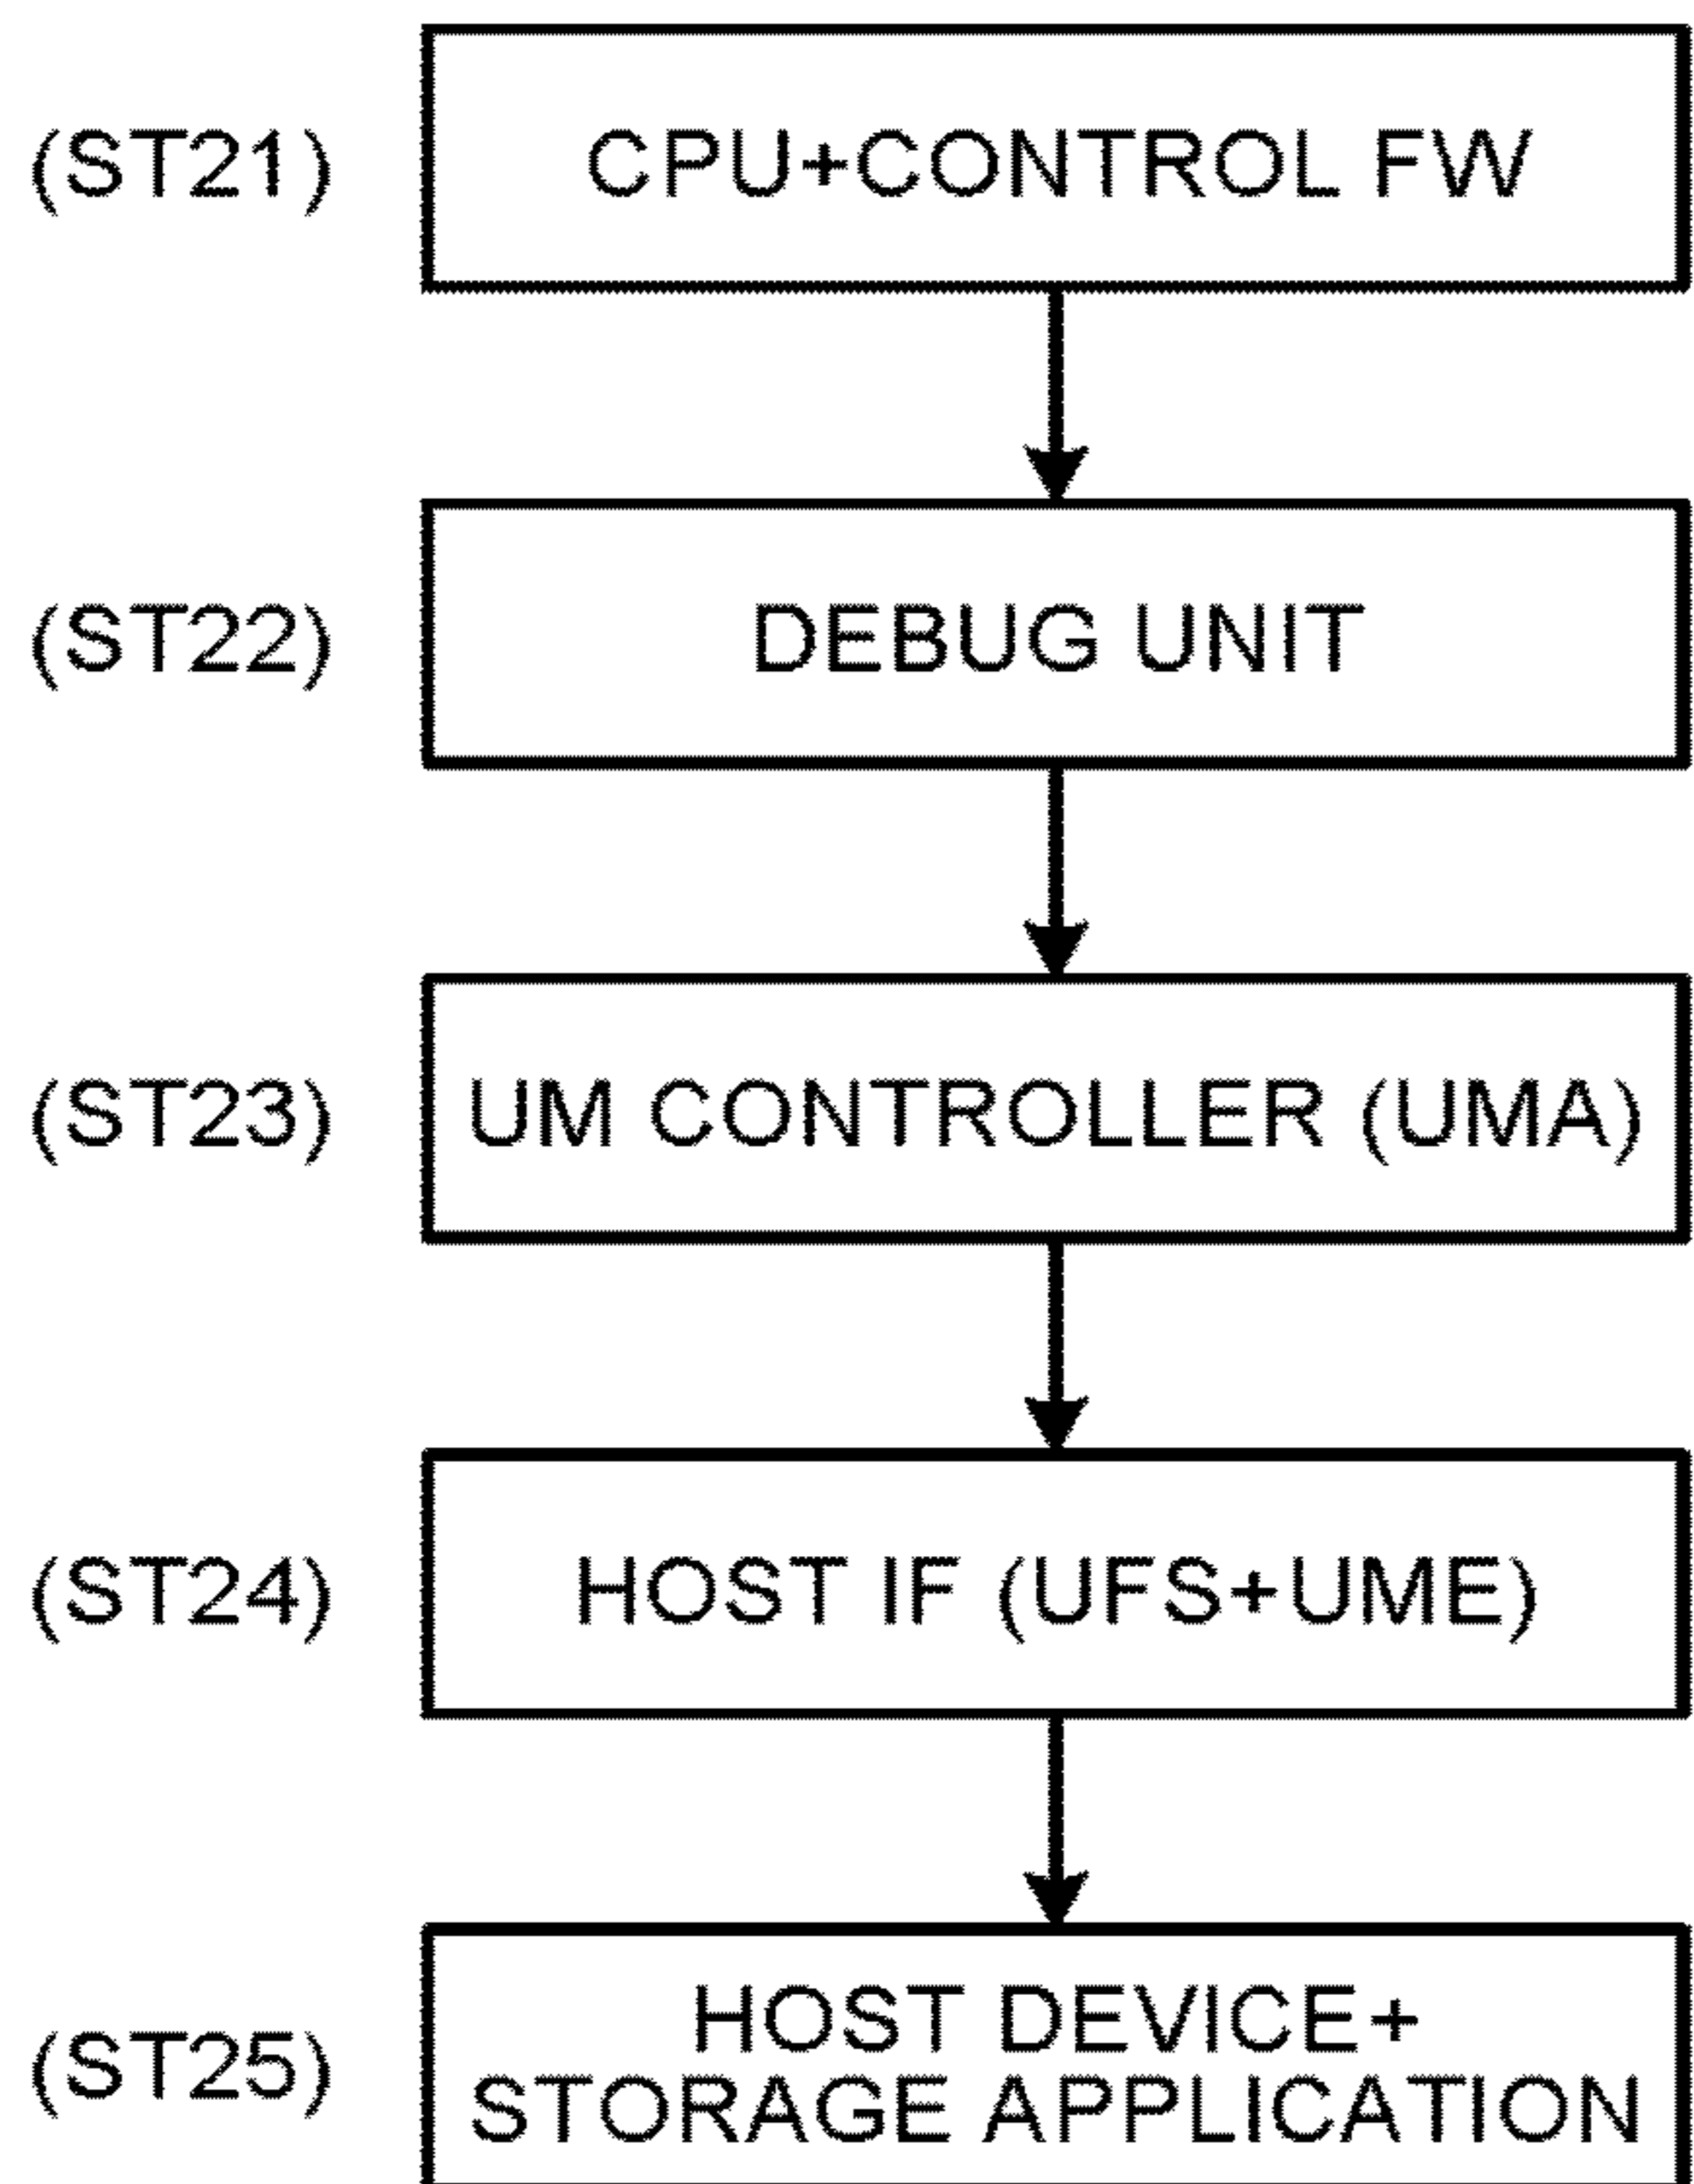 (ST21) CPU+CONTROL FW
(ST22) DEBUG UNIT
(ST23) UM CONTROLLER (UMA)
(ST24) HOST IF (UFS+UME)
HOST DEVICE+
(ST25)
STORAGE APPLICATION